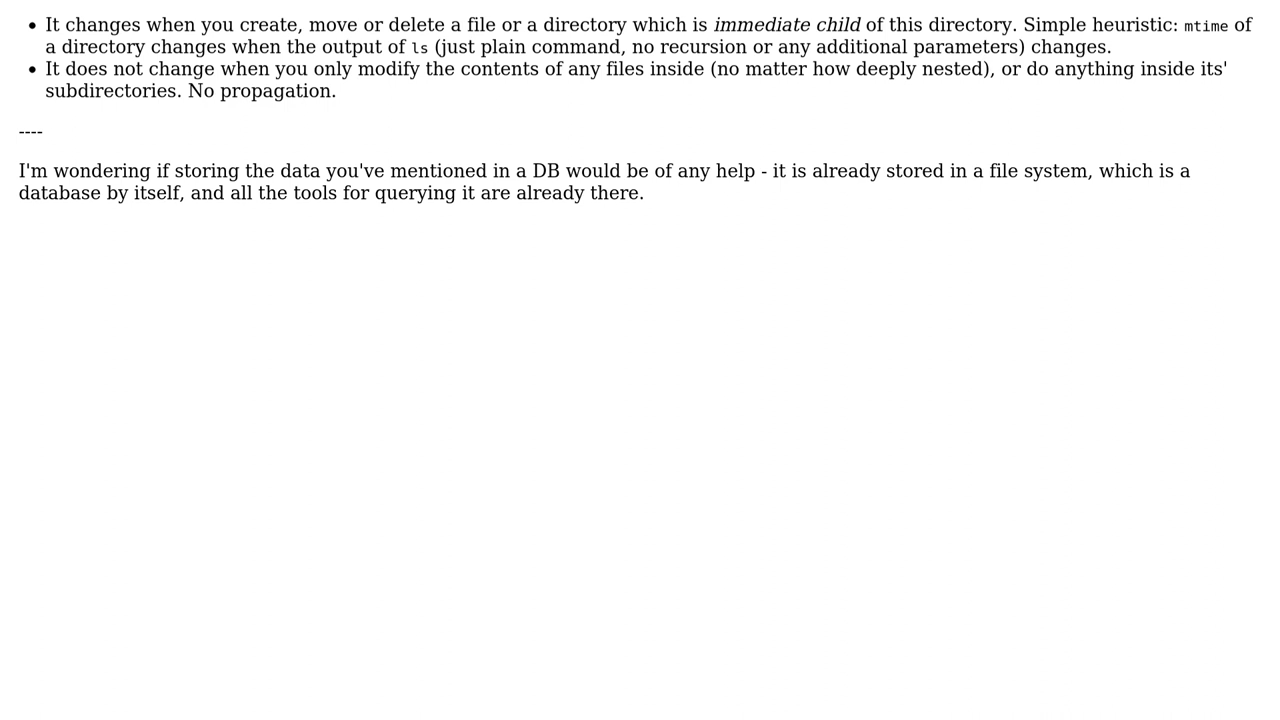 • It changes when you create, move or delete a file or a directory which is immediate child of this directory. Simple heuristic: mtime of
a directory changes when the output of ls (just plain command, no recursion or any additional parameters) changes.
• It does not change when you only modify the contents of any files inside (no matter how deeply nested), or do anything inside its'
subdirectories. No propagation.
----
I'm wondering if storing the data you've mentioned in a DB would be of any help - it is already stored in a file system, which is a
database by itself, and all the tools for querying it are already there.